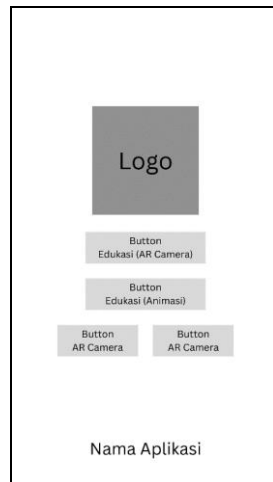 Logo
Button
Edukasi (AR Camera)
Button
Edukasi (Animasi)
Button
AR Camera
Button
AR Camera
Nama Aplikasi